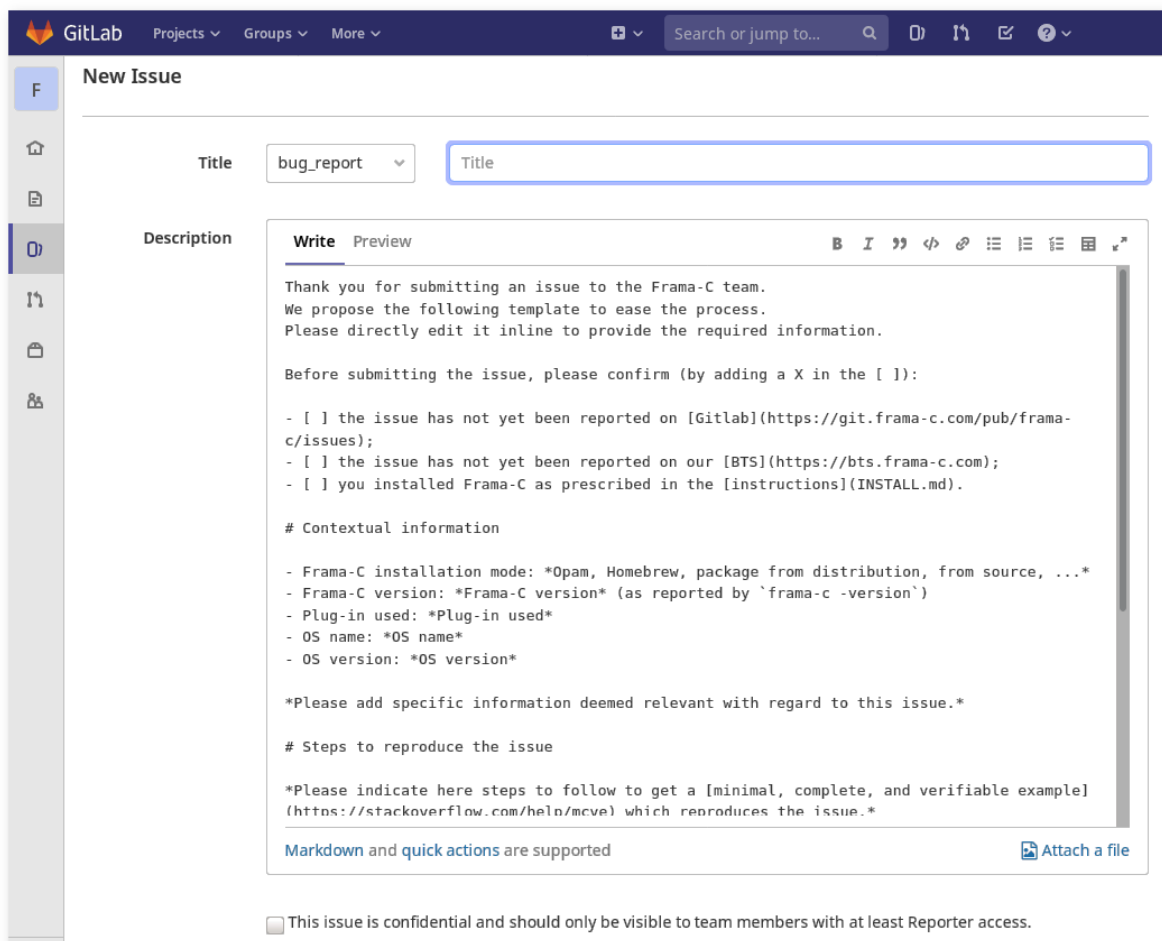 GitLab Projects Groups More Search or jump to...
F
New Issue
Title bug_report Title
Description Write Preview
Thank you for submitting an issue to the Frama-C team.
We propose the following template to ease the process.
Please directly edit it inline to provide the required information.
Before submitting the issue, please confirm (by adding a X in the [ ]):
- [ ] the issue has not yet been reported on [Gitlab](https://git.frama-c.com/pub/frama-
c/issues);
- [ ] the issue has not yet been reported on our [BTS](https://bts.frama-c.com);
- [ ] you installed Frama-C as prescribed in the [instructions](INSTALL.md).
# Contextual information
- Frama-C installation mode: *Opam, Homebrew, package from distribution, from source, ...*
- Frama-C version: *Frama-C version* (as reported by `frama-c -version`)
- Plug-in used: *Plug-in used*
- OS name: *OS name*
- OS version: *OS version*
*Please add specific information deemed relevant with regard to this issue.*
# Steps to reproduce the issue
*Please indicate here steps to follow to get a [minimal, complete, and verifiable example]
(https://stackoverflow.com/help/mcve) which reproduces the issue.*
Markdown and quick actions are supported Attach a file
This issue is confidential and should only be visible to team members with at least Reporter access.